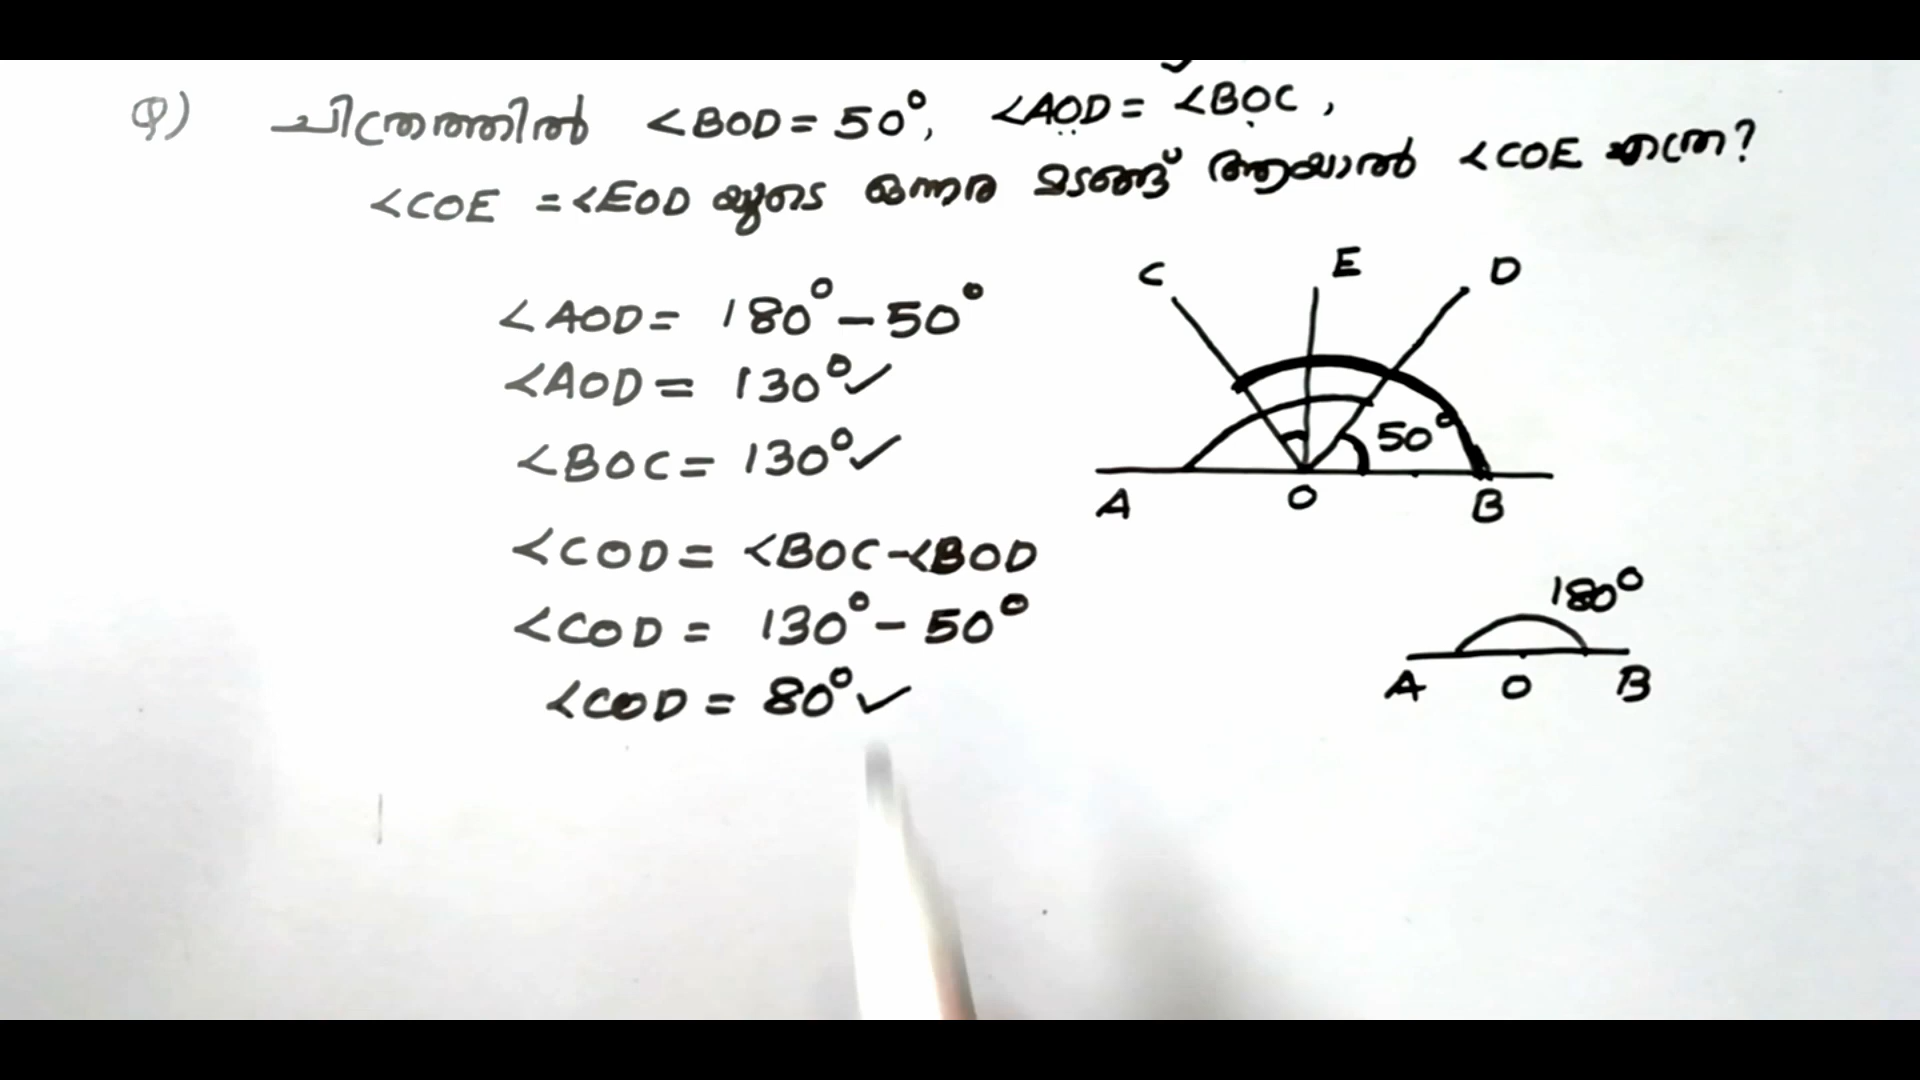 Q) ചിത്രത്തിൽ <BOD = 50°, <AOD = <BOC,
<COE = <EOD യുടെ ഒന്നര മടങ്ങ് ആയാൽ <COE എത്ര?
C E D
<AOD = 180° - 50°
<AOD = 130° ✓
50°
<BOC = 130° ✓
A O B
<COD = <BOC - <BOD
180°
<COD = 130° - 50°
A O B
<COD = 80° ✓